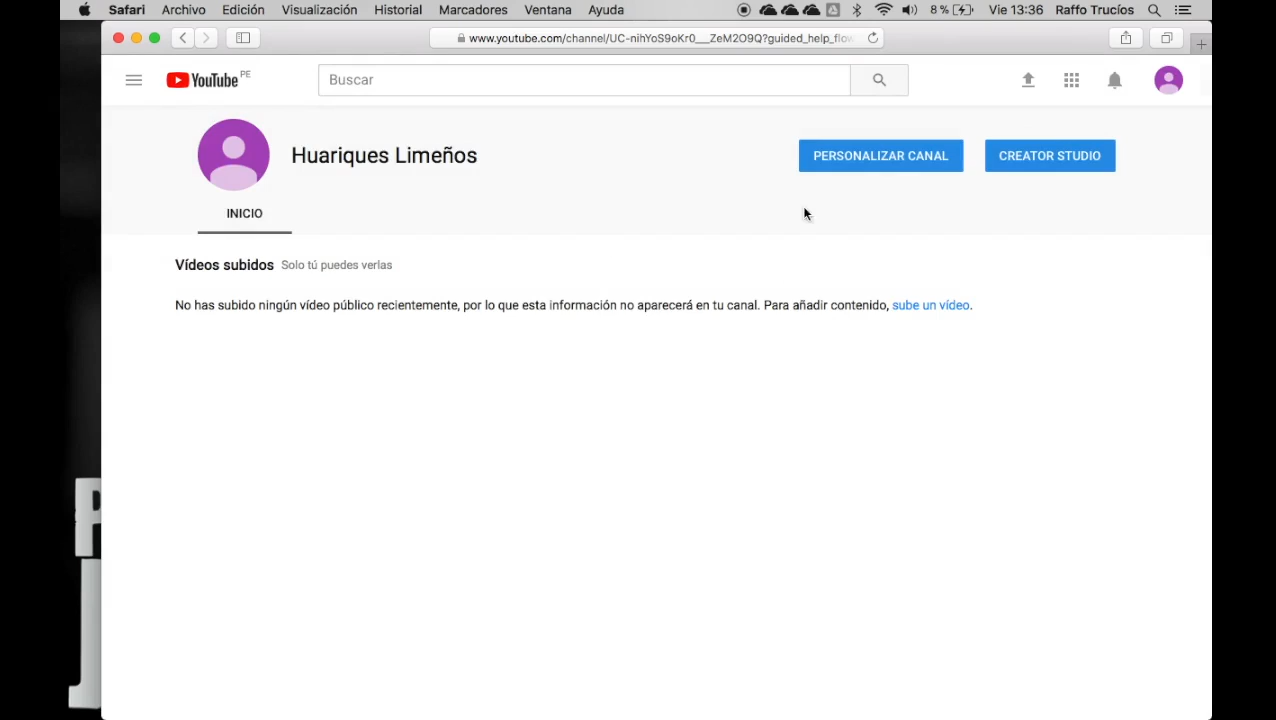 Safari Archivo Edición Visualización Historial Marcadores Ventana Ayuda 8 % Vie 13:36 Raffo Trucíos
www.youtube.com/channel/UC-nihYoS9oKr0__ZeM2O9Q?guided_help_flow
YouTube PE Buscar
Huariques Limeños PERSONALIZAR CANAL CREATOR STUDIO
INICIO
Vídeos subidos Solo tú puedes verlas
No has subido ningún vídeo público recientemente, por lo que esta información no aparecerá en tu canal. Para añadir contenido, sube un vídeo.